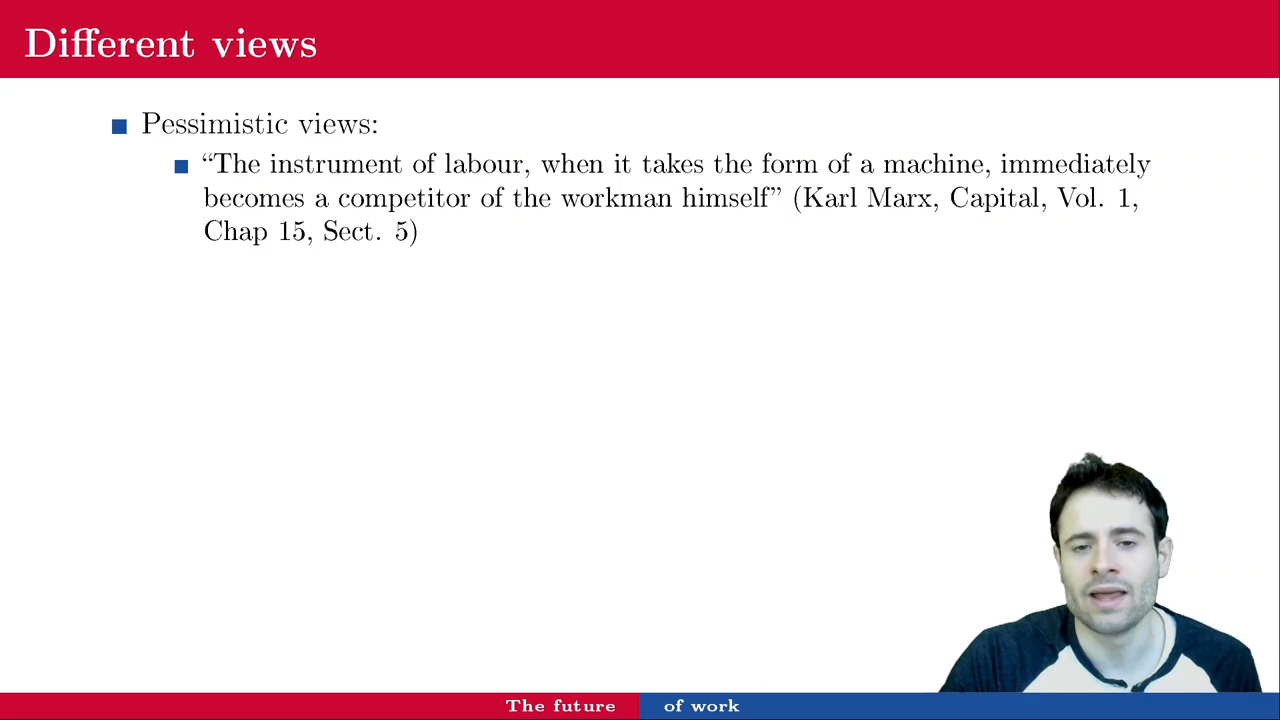 Different views
Pessimistic views:
“The instrument of labour, when it takes the form of a machine, immediately
becomes a competitor of the workman himself” (Karl Marx, Capital, Vol. 1,
Chap 15, Sect. 5)
The future of work